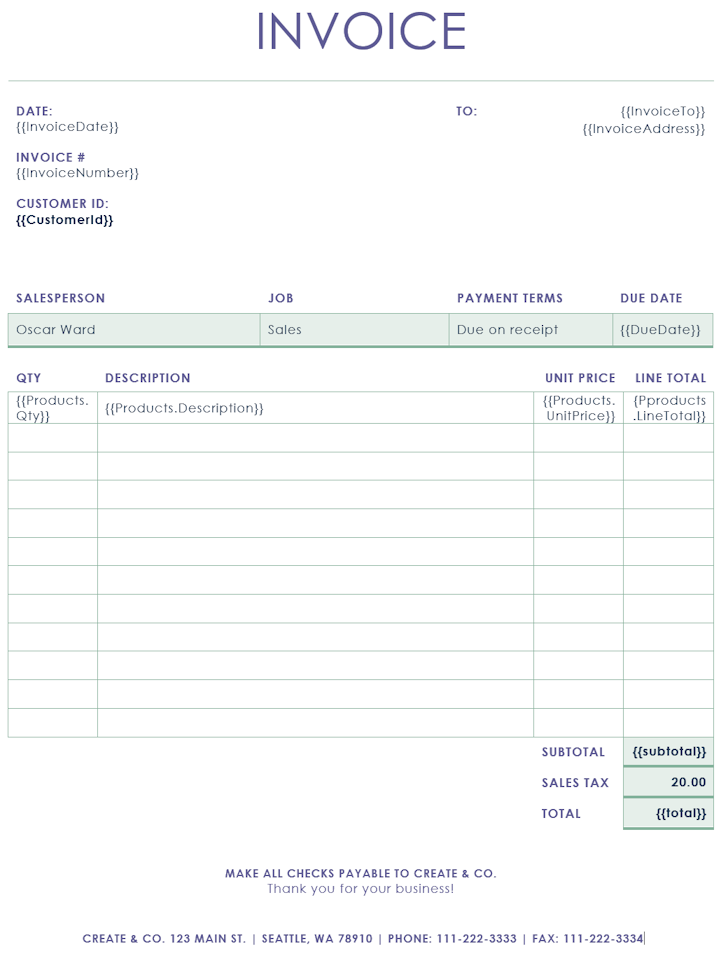 INVOICE
DATE:
{{InvoiceDate}}
TO:
{{InvoiceTo}}
{{InvoiceAddress}}
INVOICE #
{{InvoiceNumber}}
CUSTOMER ID:
{{CustomerId}}
SALESPERSON JOB PAYMENT TERMS DUE DATE
Oscar Ward Sales Due on receipt {{DueDate}}
QTY DESCRIPTION UNIT PRICE LINE TOTAL
{{Products.
Qty}}
{{Products.Description}}
{{Products.
UnitPrice}}
{Pproducts
.LineTotal}}
SUBTOTAL {{subtotal}}
SALES TAX 20.00
TOTAL {{total}}
MAKE ALL CHECKS PAYABLE TO CREATE & CO.
Thank you for your business!
CREATE & CO. 123 MAIN ST. | SEATTLE, WA 78910 | PHONE: 111-222-3333 | FAX: 111-222-3334